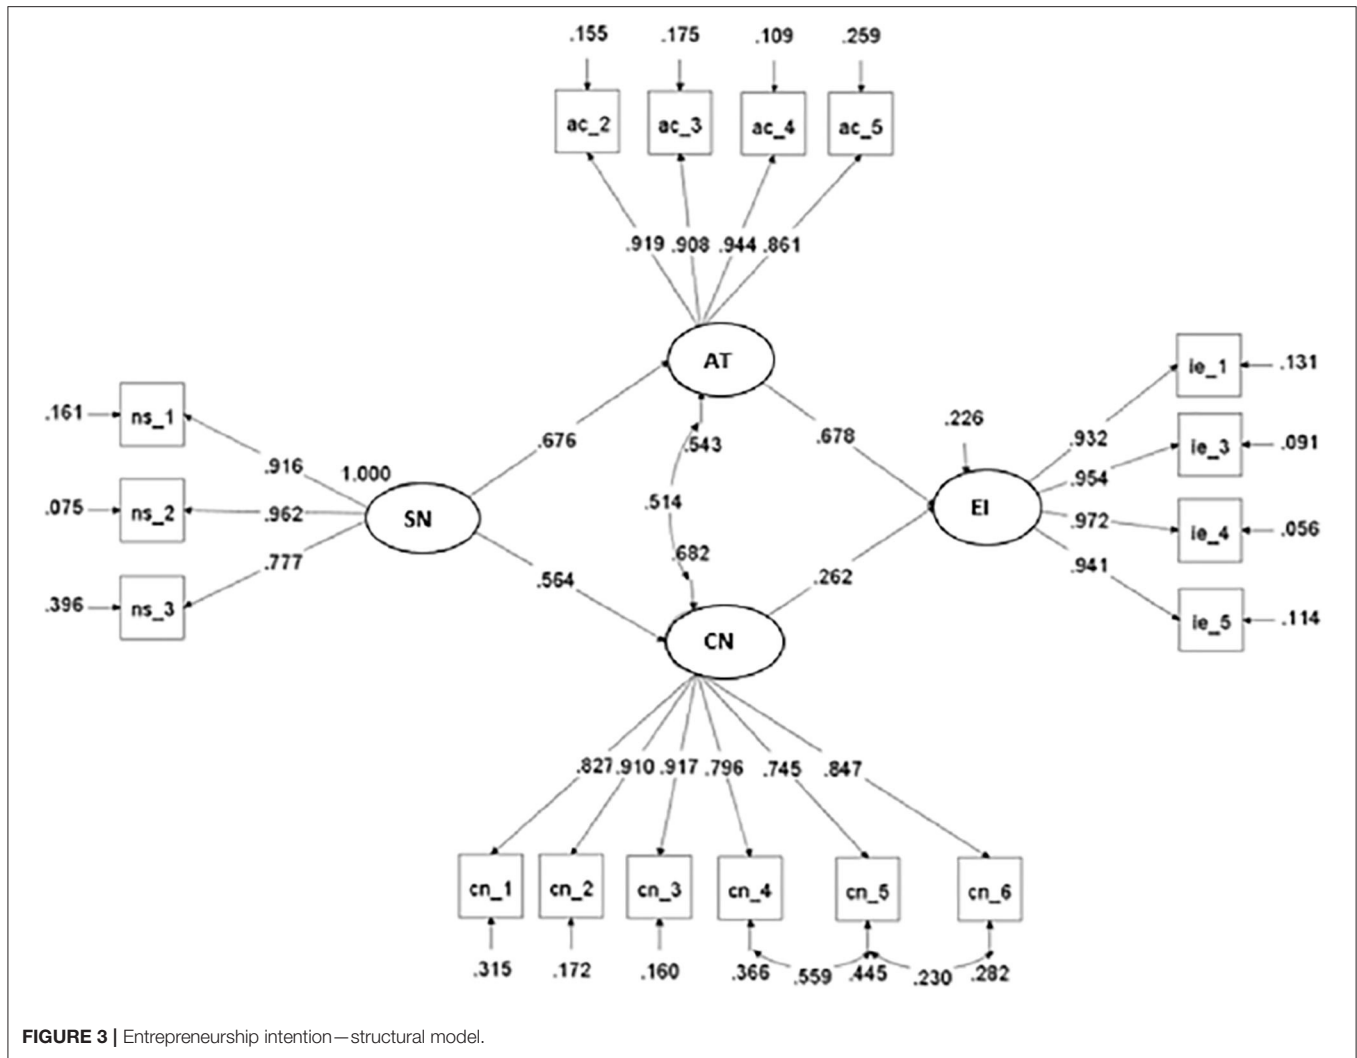 .155 .175 .109 .259
ac_2 ac_3 ac_4 ac_5
.919 .908 .944 .861
AT
ie_1 .131
.161 ns_1
.676 .543 .678 .226 .932
ie_3 .091
.916 1.000
.954
.075 ns_2 .962 SN .514 EI .972 ie_4 .056
.777 .564 .682 .262 .941
.396 ns_3 ie_5 .114
CN
.827 .910 .917 .796 .745 .847
cn_1 cn_2 cn_3 cn_4 cn_5 cn_6
.315 .172 .160 .366 .559 .445 .230 .282
FIGURE 3 | Entrepreneurship intention—structural model.